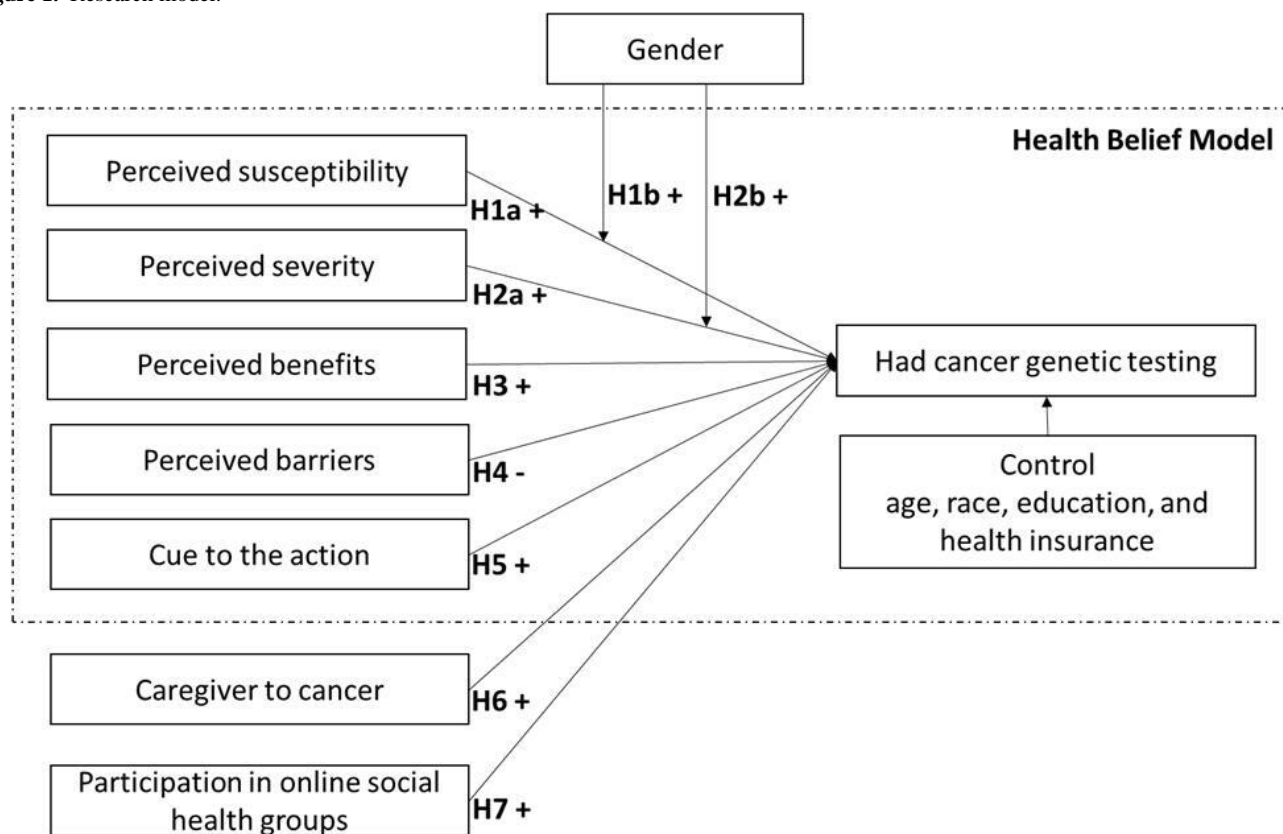 Research model.
Gender
Health Belief Model
Perceived susceptibility
H1a +
H1b +
H2b +
Perceived severity
H2a +
Perceived benefits
H3 +
Had cancer genetic testing
Perceived barriers
H4 -
Control
age, race, education, and
health insurance
Cue to the action
H5 +
Caregiver to cancer
H6 +
Participation in online social
health groups
H7 +